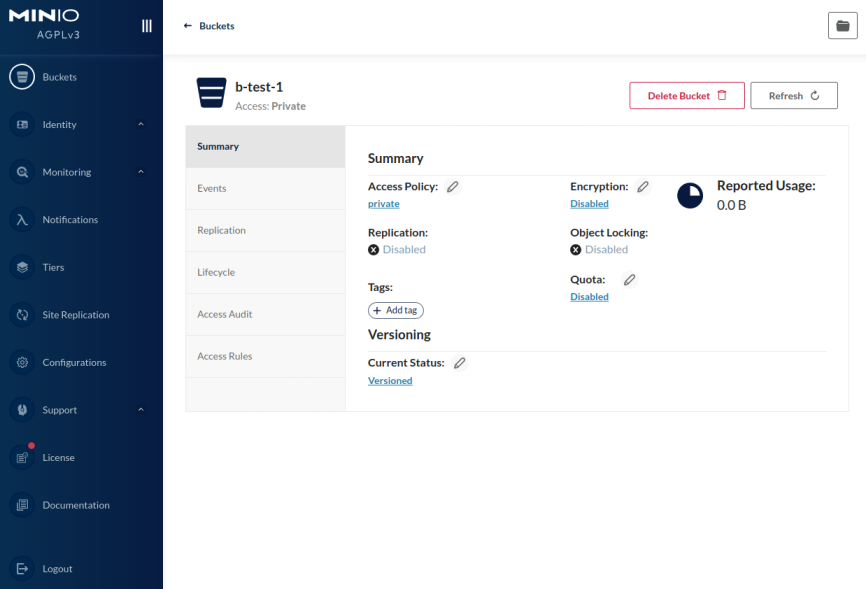 MINIO
AGPLv3
Buckets
Identity
Monitoring
Notifications
Tiers
Site Replication
Configurations
Support
License
Documentation
Logout
Buckets
b-test-1
Access: Private
Delete Bucket
Refresh
Summary
Events
Replication
Lifecycle
Access Audit
Access Rules
Summary
Access Policy:
private
Encryption:
Disabled
Reported Usage:
0.0 B
Replication:
Disabled
Object Locking:
Disabled
Tags:
+ Add tag
Quota:
Disabled
Versioning
Current Status:
Versioned